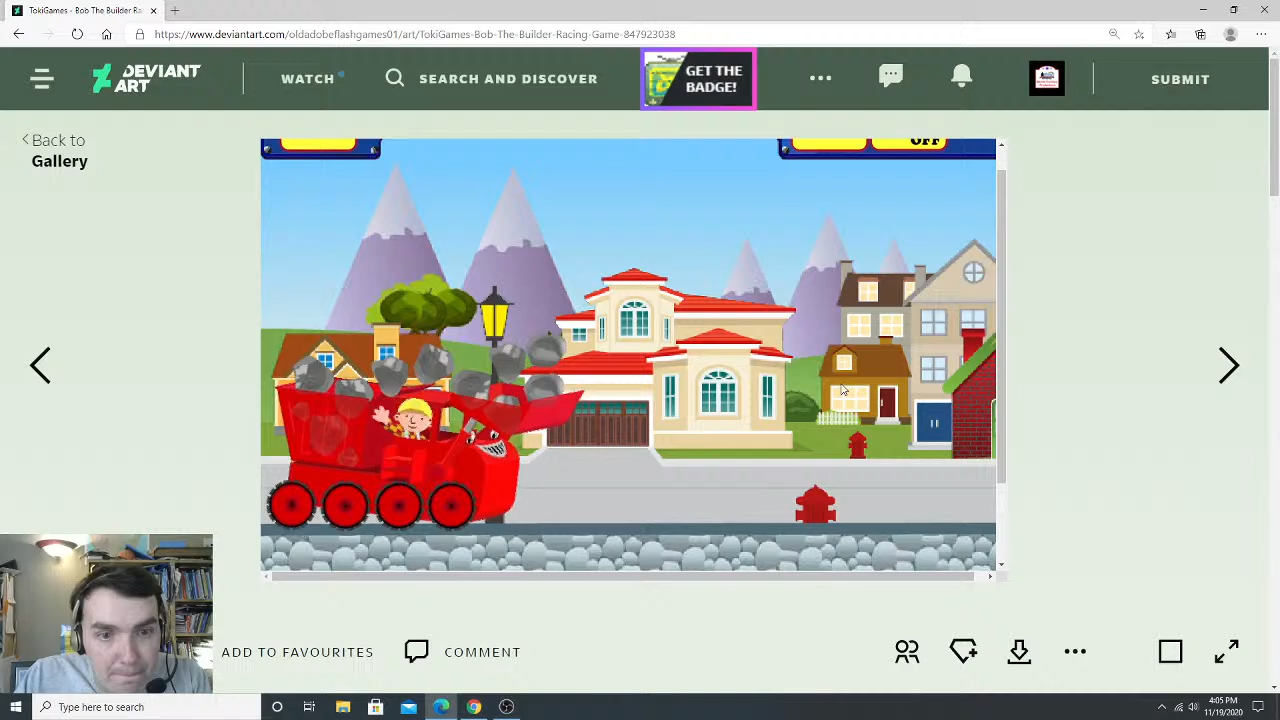 TokiGames - Bob The Builder Ra
https://www.deviantart.com/oldadobeflashgames01/art/TokiGames-Bob-The-Builder-Racing-Game-847923038
DEVIANT
ART
WATCH
SEARCH AND DISCOVER
GET THE
BADGE!
SUBMIT
Back to
Gallery
OFF
ADD TO FAVOURITES
COMMENT
Type here to search
4:05 PM
11/19/2020